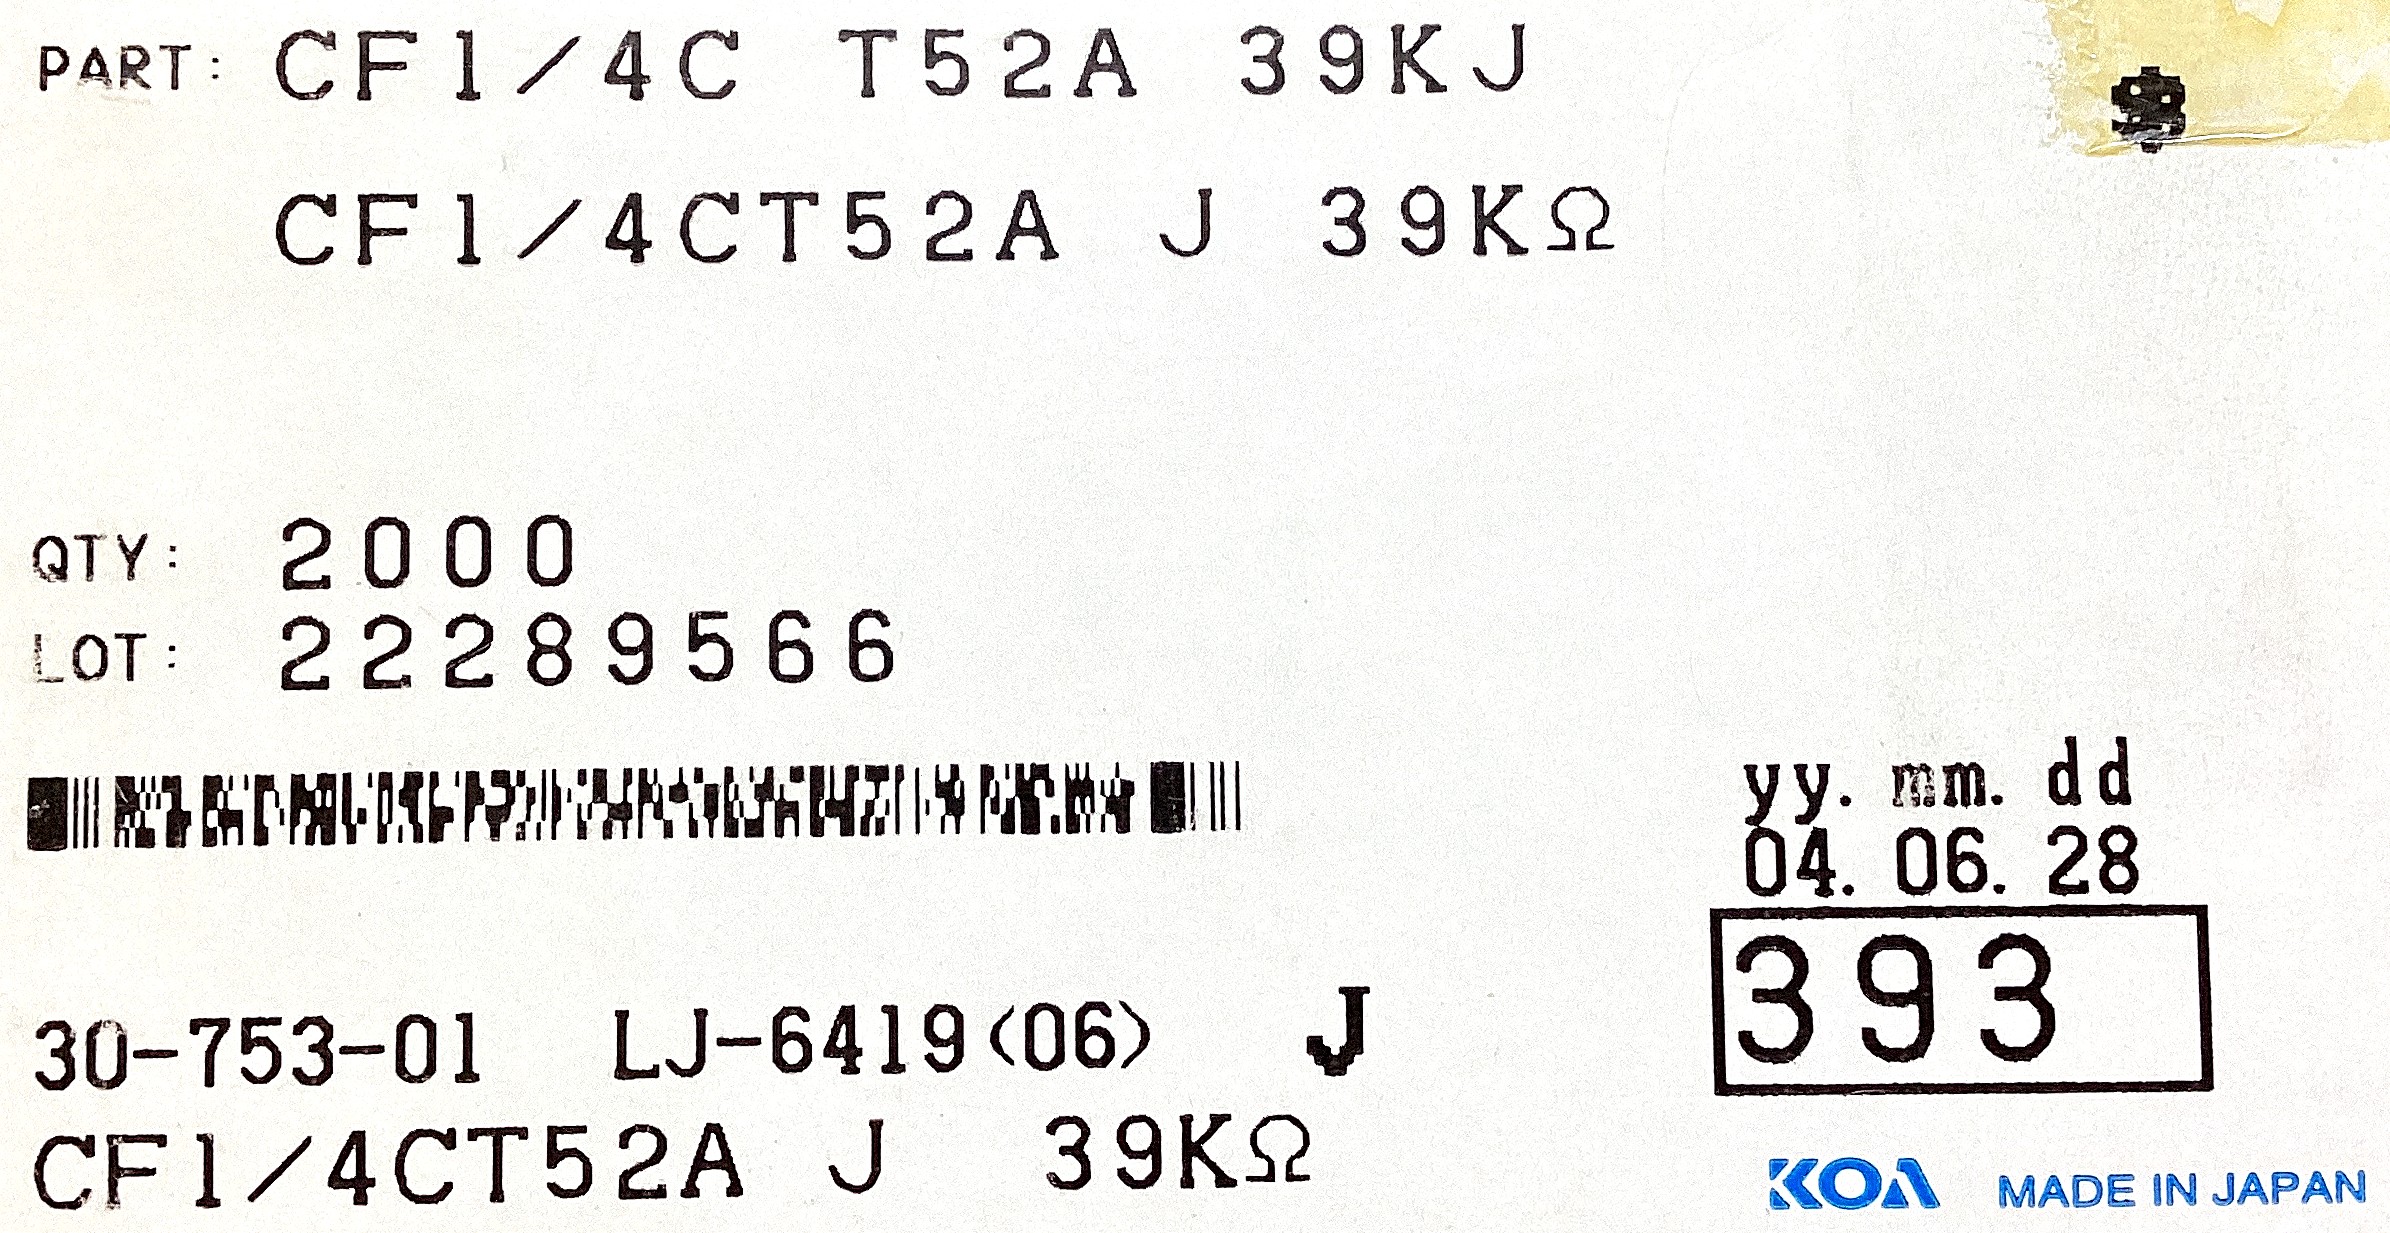 PART: CF1/4C T52A 39KJ
CF1/4CT52A J 39KΩ
QTY: 2000
LOT: 22289566
yy. mm. dd
04. 06. 28
393
30-753-01 LJ-6419(06) J
CF1/4CT52A J 39KΩ
KOA MADE IN JAPAN